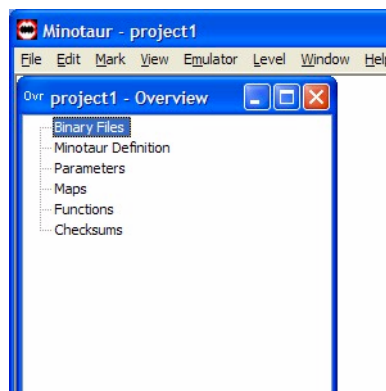 Minotaur - project1
File Edit Mark View Emulator Level Window Help
Ovr project1 - Overview
Binary Files
Minotaur Definition
Parameters
Maps
Functions
Checksums